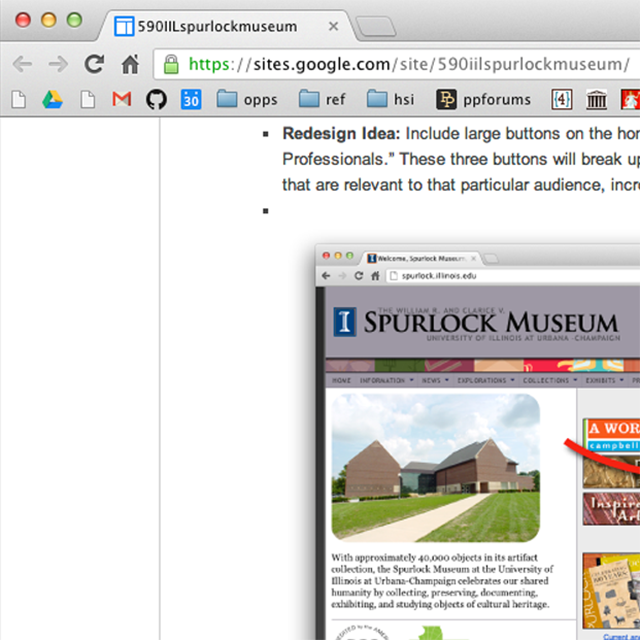 590IILspurlockmuseum
https://sites.google.com/site/590iilspurlockmuseum/
30 opps ref hsi PP ppforums {4}
Redesign Idea: Include large buttons on the hor
Professionals." These three buttons will break up
that are relevant to that particular audience, incre
Welcome, Spurlock Museum,
spurlock.illinois.edu
THE WILLIAM R. AND CLARICE V.
I SPURLOCK MUSEUM
UNIVERSITY OF ILLINOIS AT URBANA-CHAMPAIGN
HOME INFORMATION NEWS EXPLORATIONS COLLECTIONS EXHIBITS PR
A WOR
campbell
Inspire
Art
With approximately 40,000 objects in its artifact
collection, the Spurlock Museum at the University of
Illinois at Urbana-Champaign celebrates our shared
humanity by collecting, preserving, documenting,
exhibiting, and studying objects of cultural heritage.
Current and